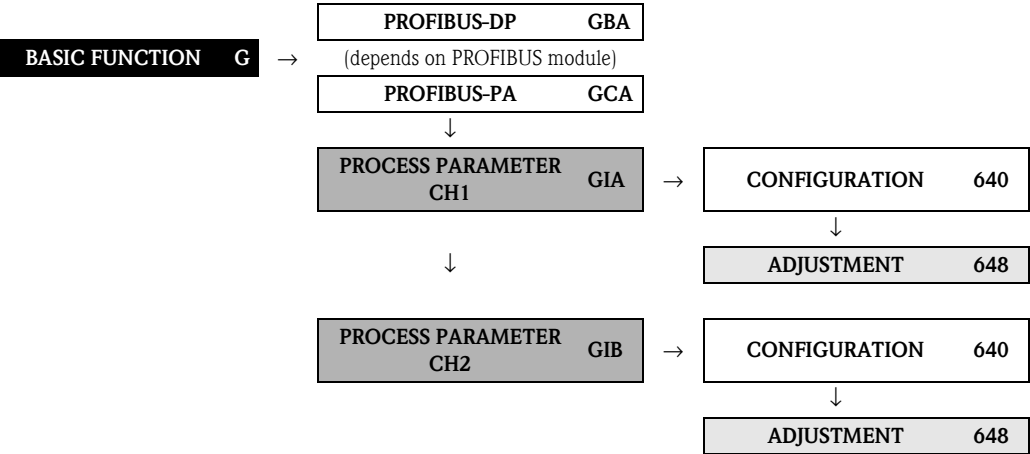 PROFIBUS-DP GBA
BASIC FUNCTION G → (depends on PROFIBUS module)
PROFIBUS-PA GCA
↓
PROCESS PARAMETER
CH1 GIA → CONFIGURATION 640
↓
↓ ADJUSTMENT 648
PROCESS PARAMETER
CH2 GIB → CONFIGURATION 640
↓
ADJUSTMENT 648